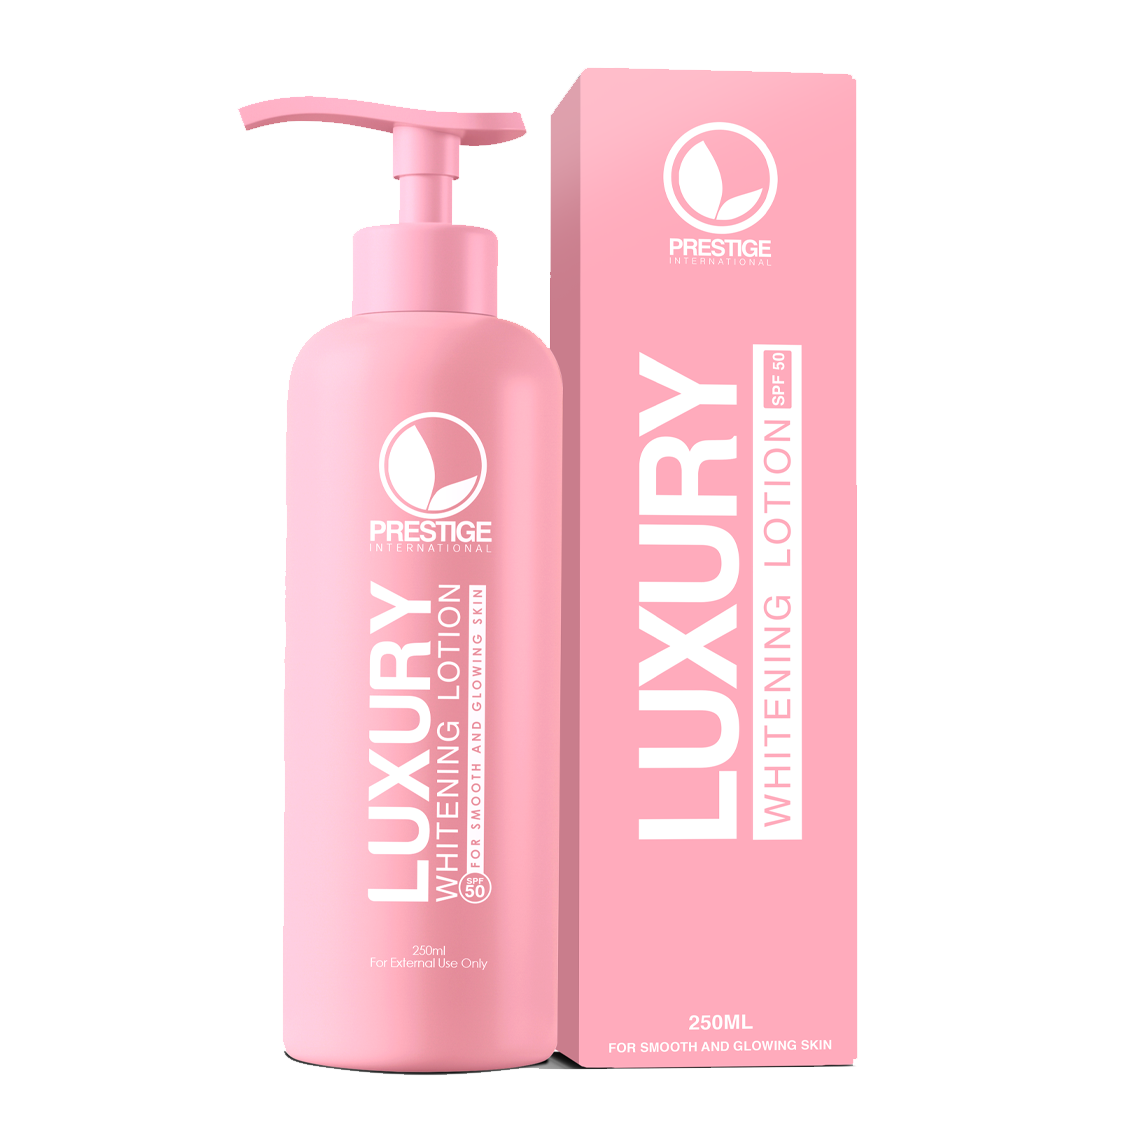 PRESTIGE
INTERNATIONAL
LUXURY
WHITENING LOTION
FOR SMOOTH AND GLOWING SKIN
SPF
50
250ml
For External Use Only
PRESTIGE
INTERNATIONAL
LUXURY
WHITENING LOTION SPF 50
250ML
FOR SMOOTH AND GLOWING SKIN